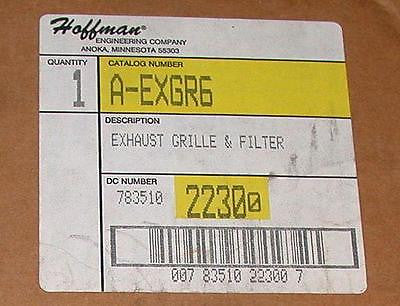 Hoffman®
ENGINEERING COMPANY
ANOKA, MINNESOTA 55303
QUANTITY
1
CATALOG NUMBER
A-EXGR6
DESCRIPTION
EXHAUST GRILLE & FILTER
DC NUMBER
783510 22300
007 83510 22300 7